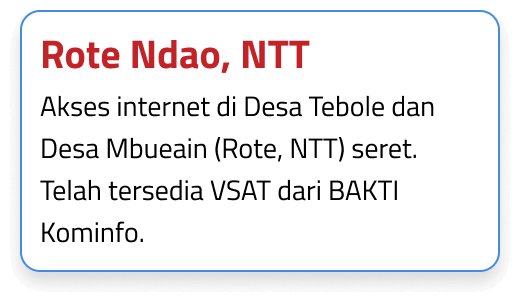 Rote Ndao, NTT
Akses internet di Desa Tebole dan
Desa Mbueain (Rote, NTT) seret.
Telah tersedia VSAT dari BAKTI
Kominfo.